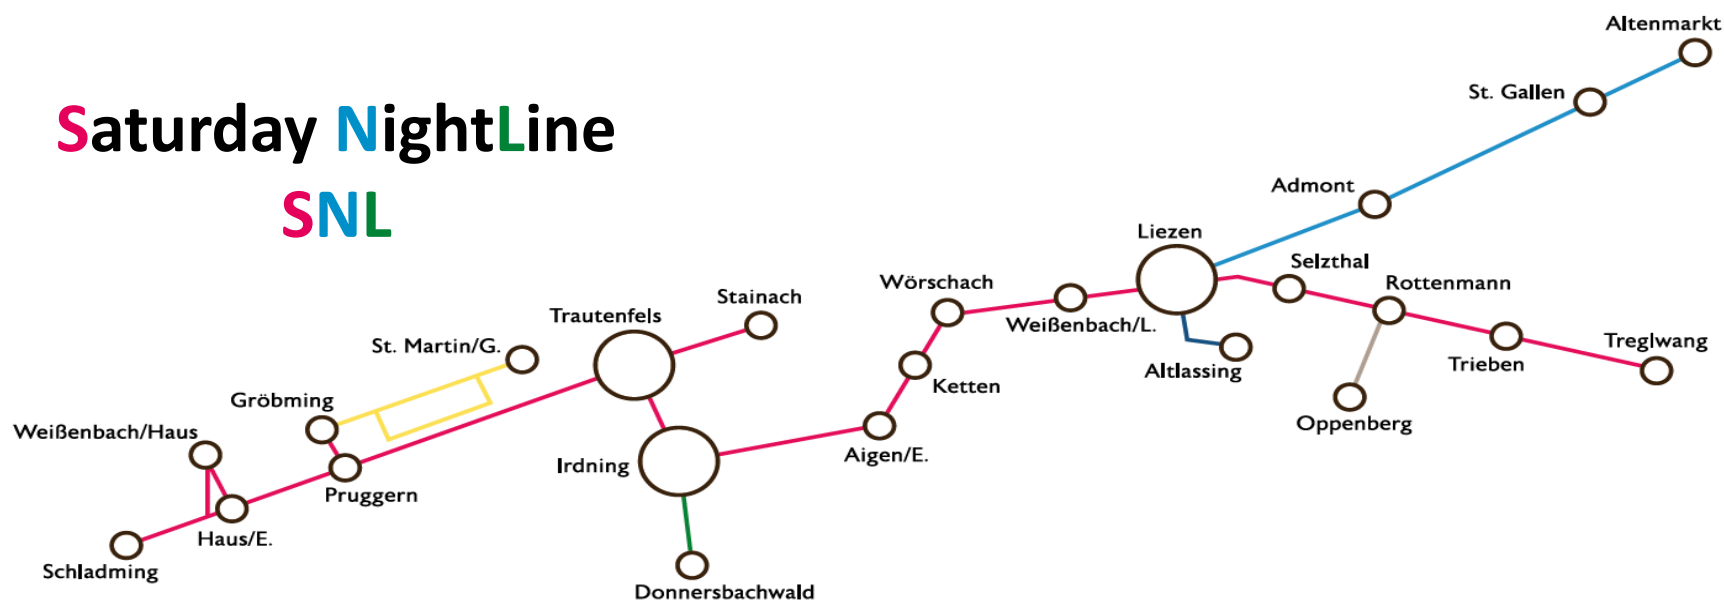 Saturday NightLine
SNL
Altenmarkt
St. Gallen
Admont
Liezen
Selzthal
Wörschach
Rottenmann
Stainach
Trautenfels
Weißenbach/L.
St. Martin/G.
Treglwang
Trieben
Altlassing
Ketten
Gröbming
Oppenberg
Weißenbach/Haus
Aigen/E.
Irdning
Pruggern
Haus/E.
Schladming
Donnersbachwald